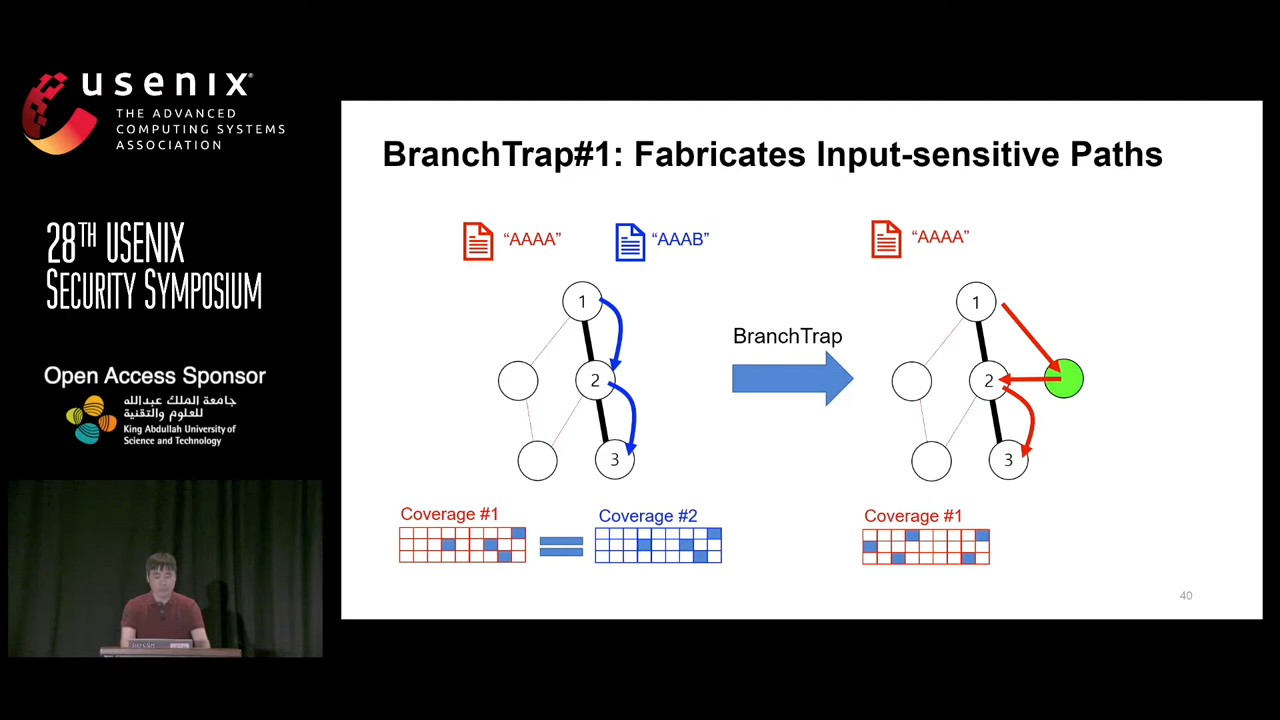 usenix
THE ADVANCED
COMPUTING SYSTEMS
ASSOCIATION
28TH USENIX
SECURITY SYMPOSIUM
Open Access Sponsor
جامعة الملك عبدالله
للعلوم والتقنية
King Abdullah University of
Science and Technology
BranchTrap#1: Fabricates Input-sensitive Paths
“AAAA” “AAAB” “AAAA”
1 1
BranchTrap
2 2
3 3
Coverage #1 Coverage #2 Coverage #1
40